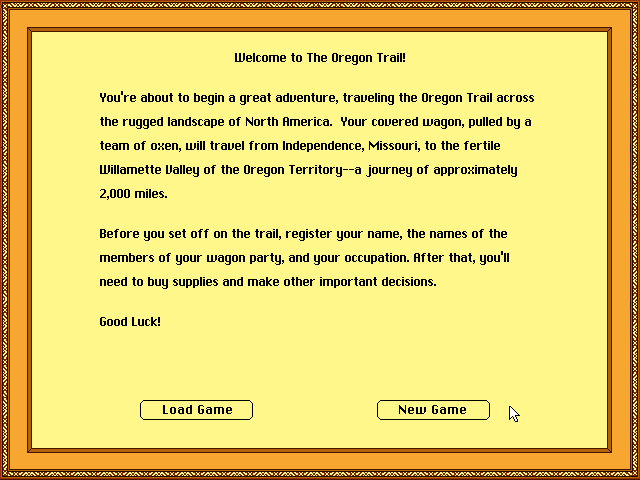 Welcome to The Oregon Trail!
You're about to begin a great adventure, traveling the Oregon Trail across
the rugged landscape of North America.  Your covered wagon, pulled by a
team of oxen, will travel from Independence, Missouri, to the fertile
Willamette Valley of the Oregon Territory--a journey of approximately
2,000 miles.
Before you set off on the trail, register your name, the names of the
members of your wagon party, and your occupation. After that, you'll
need to buy supplies and make other important decisions.
Good Luck!
Load Game
New Game